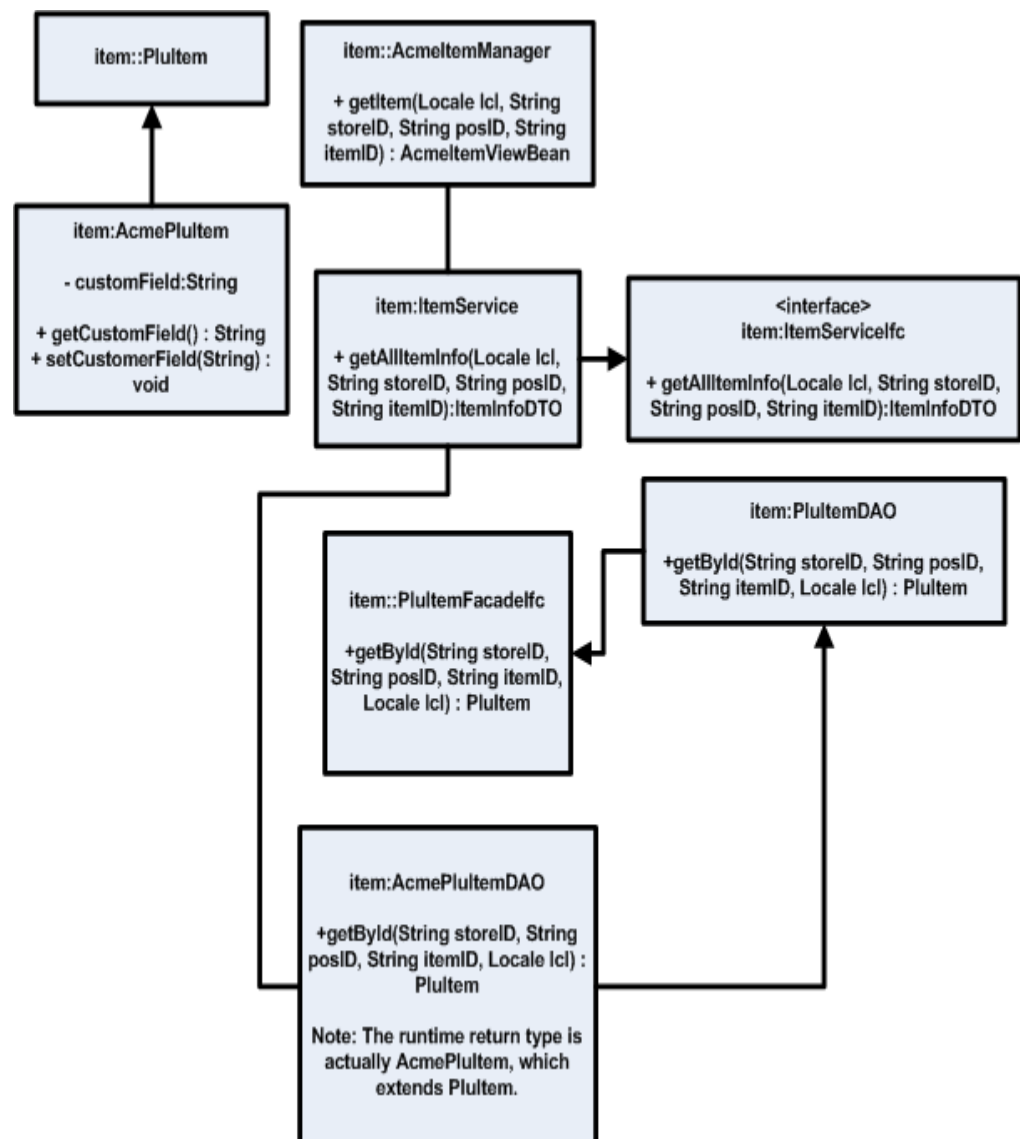 item::PluItem
item::AcmeItemManager
+ getItem(Locale lcl, String
storeID, String posID, String
itemID) : AcmeItemViewBean
item:AcmePluItem
- customField:String
+ getCustomField() : String
+ setCustomerField(String) :
void
item:ItemService
+ getAllItemInfo(Locale lcl,
String storeID, String posID,
String itemID):ItemInfoDTO
<interface>
item:ItemServiceIfc
+ getAllItemInfo(Locale lcl, String storeID,
String posID, String itemID):ItemInfoDTO
item:PluItemDAO
+getById(String storeID, String posID,
String itemID, Locale lcl) : PluItem
item::PluItemFacadeIfc
+getById(String storeID,
String posID, String itemID,
Locale lcl) : PluItem
item:AcmePluItemDAO
+getById(String storeID, String
posID, String itemID, Locale lcl) :
PluItem
Note: The runtime return type is
actually AcmePluItem, which
extends PluItem.